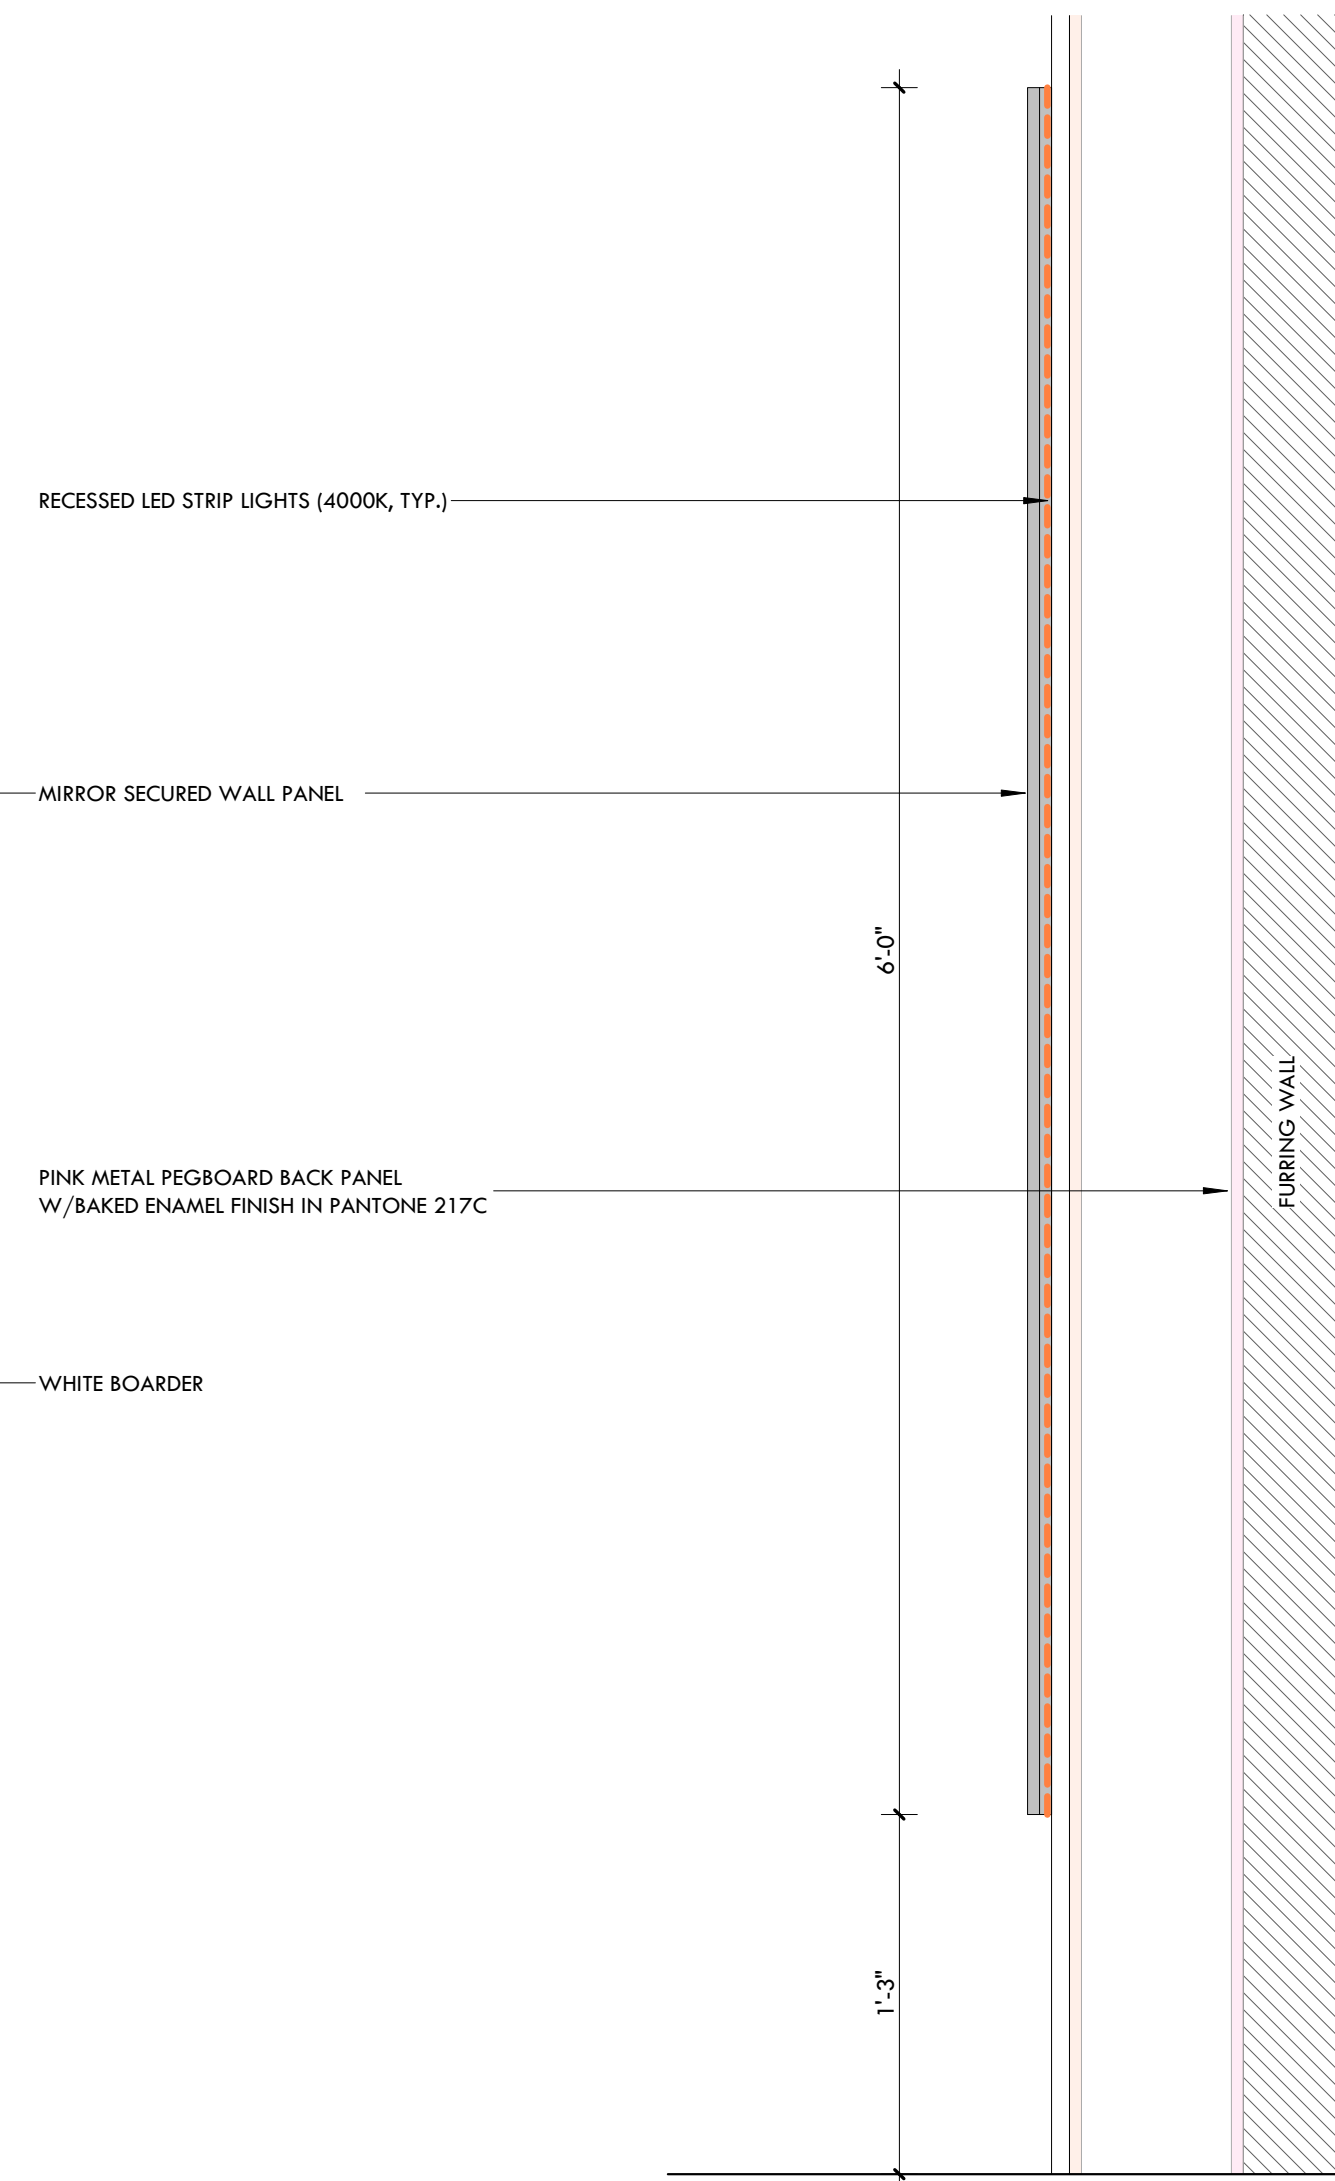 RECESSED LED STRIP LIGHTS (4000K, TYP.)
MIRROR SECURED WALL PANEL
6'-0"
FURRING WALL
PINK METAL PEGBOARD BACK PANEL
W/BAKED ENAMEL FINISH IN PANTONE 217C
WHITE BOARDER
1'-3"